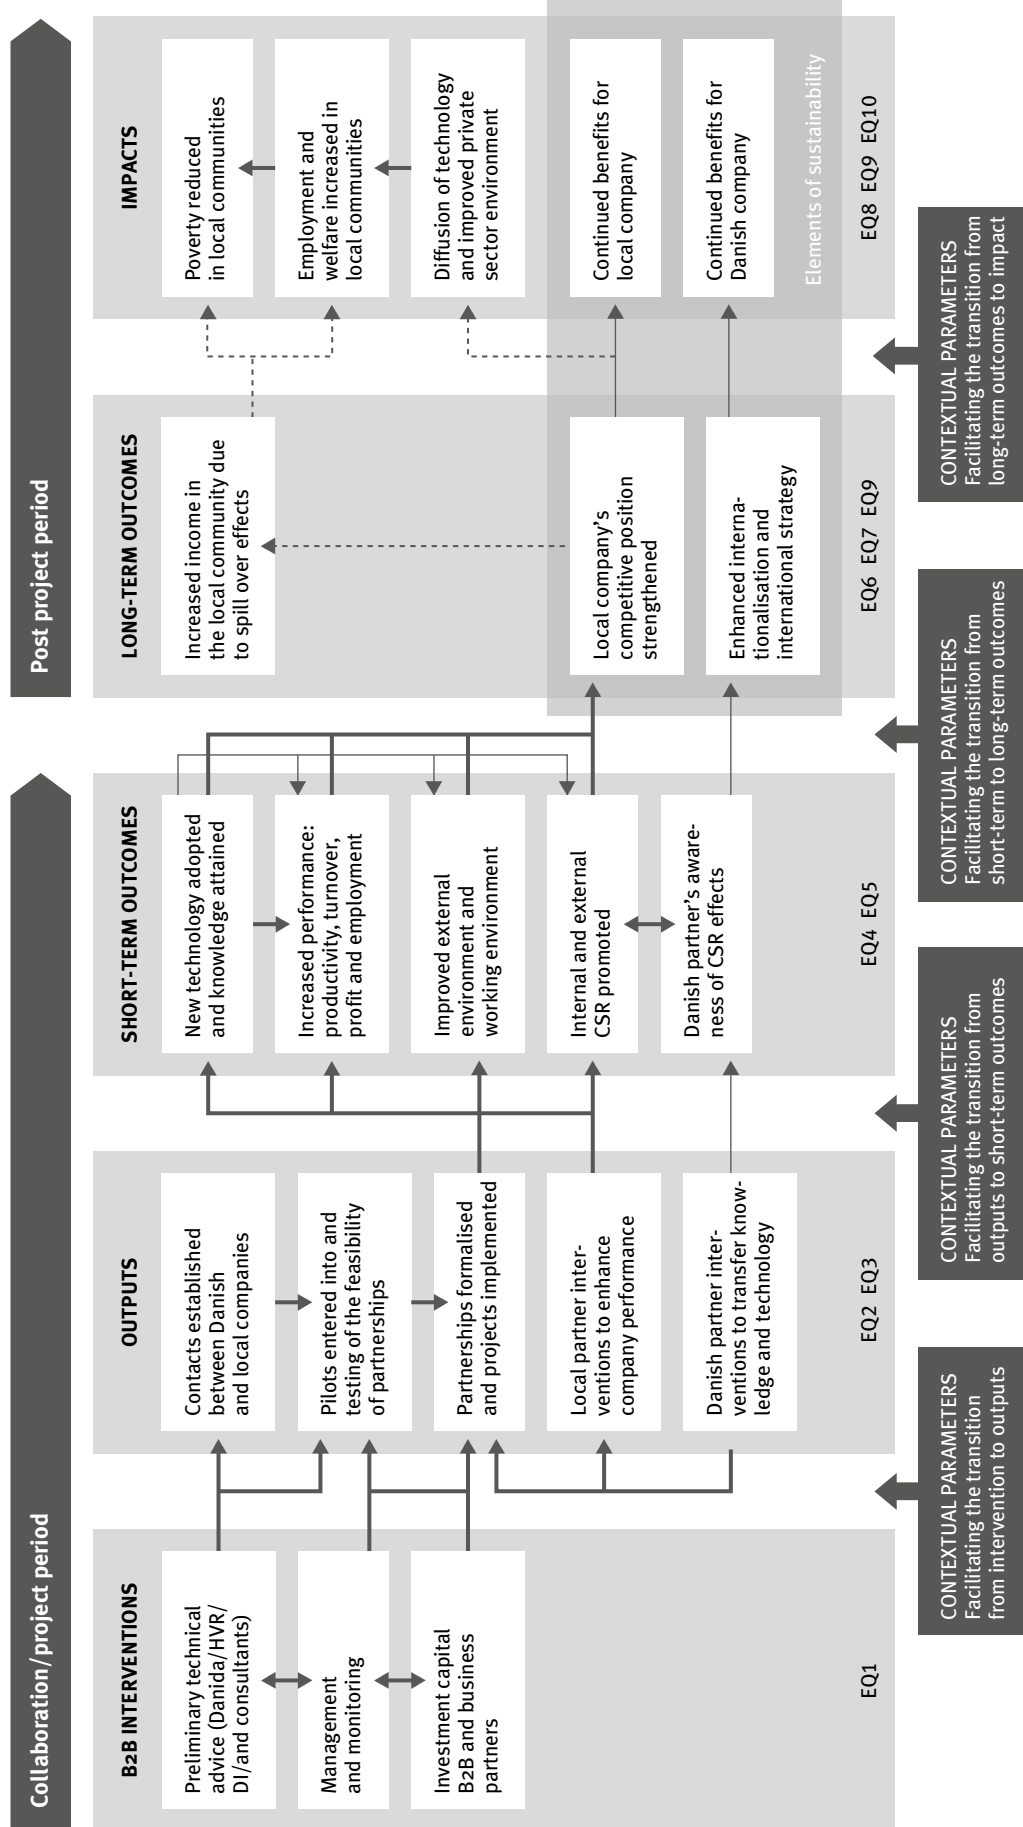 Collaboration/project period
Post project period
B2B INTERVENTIONS
Preliminary technical
advice (Danida/HVR/
DI/and consultants)
Management
and monitoring
Investment capital
B2B and business
partners
EQ1
OUTPUTS
Contacts established
between Danish
and local companies
Pilots entered into and
testing of the feasibility
of partnerships
Partnerships formalised
and projects implemented
Local partner inter-
ventions to enhance
company performance
Danish partner inter-
ventions to transfer know-
ledge and technology
EQ2 EQ3
SHORT-TERM OUTCOMES
New technology adopted
and knowledge attained
Increased performance:
productivity, turnover,
profit and employment
Improved external
environment and
working environment
Internal and external
CSR promoted
Danish partner's aware-
ness of CSR effects
EQ4 EQ5
LONG-TERM OUTCOMES
Increased income in
the local community due
to spill over effects
Local company's
competitive position
strengthened
Enhanced interna-
tionalisation and
international strategy
EQ6 EQ7 EQ9
IMPACTS
Poverty reduced
in local communities
Employment and
welfare increased in
local communities
Diffusion of technology
and improved private
sector environment
Continued benefits for
local company
Continued benefits for
Danish company
Elements of sustainability
EQ8 EQ9 EQ10
CONTEXTUAL PARAMETERS
Facilitating the transition
from intervention to outputs
CONTEXTUAL PARAMETERS
Facilitating the transition from
outputs to short-term outcomes
CONTEXTUAL PARAMETERS
Facilitating the transition from
short-term to long-term outcomes
CONTEXTUAL PARAMETERS
Facilitating the transition from
long-term outcomes to impact